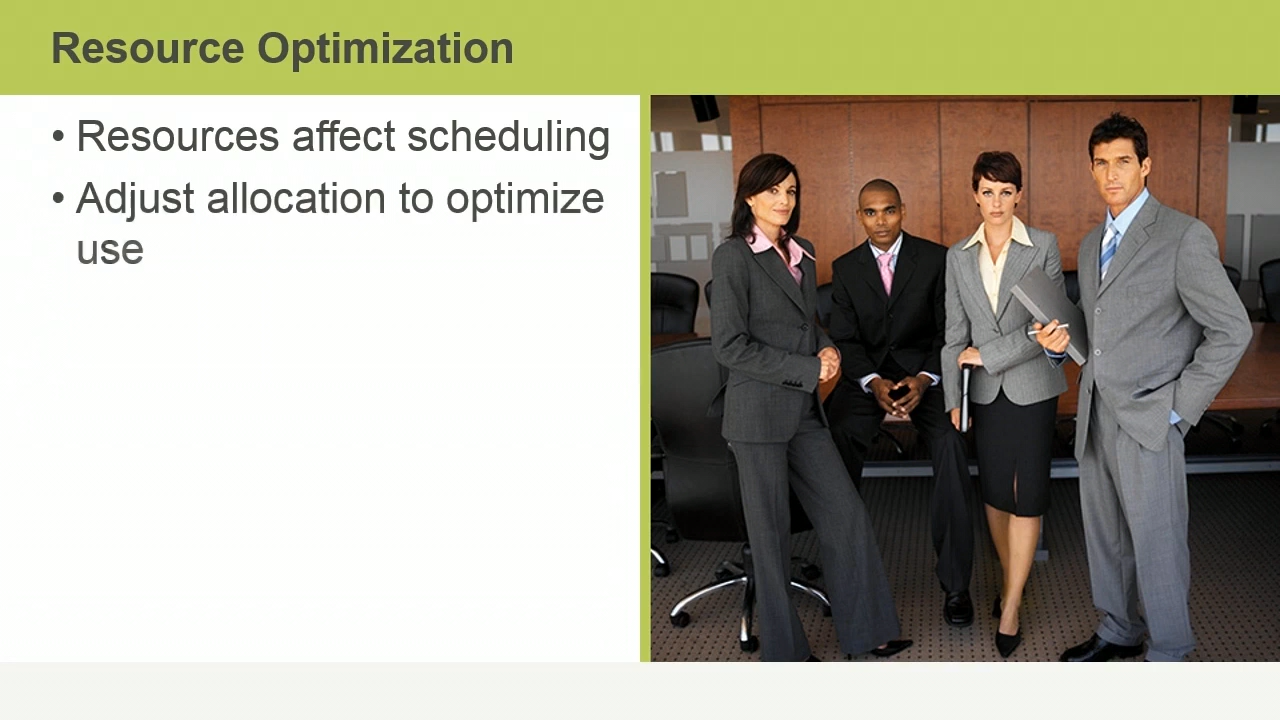 Resource Optimization
• Resources affect scheduling
• Adjust allocation to optimize
use